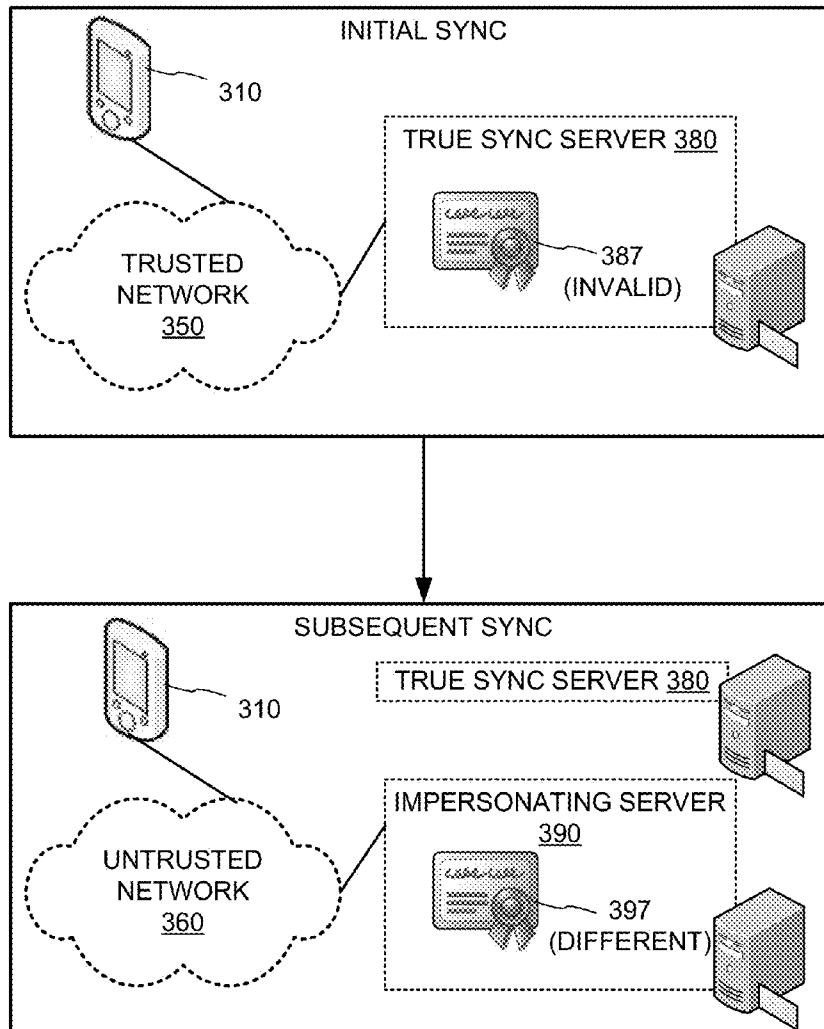 INITIAL SYNC
310
TRUE SYNC SERVER 380
TRUSTED
NETWORK
350
387
(INVALID)
SUBSEQUENT SYNC
TRUE SYNC SERVER 380
310
IMPERSONATING SERVER
390
UNTRUSTED
NETWORK
360
397
(DIFFERENT)